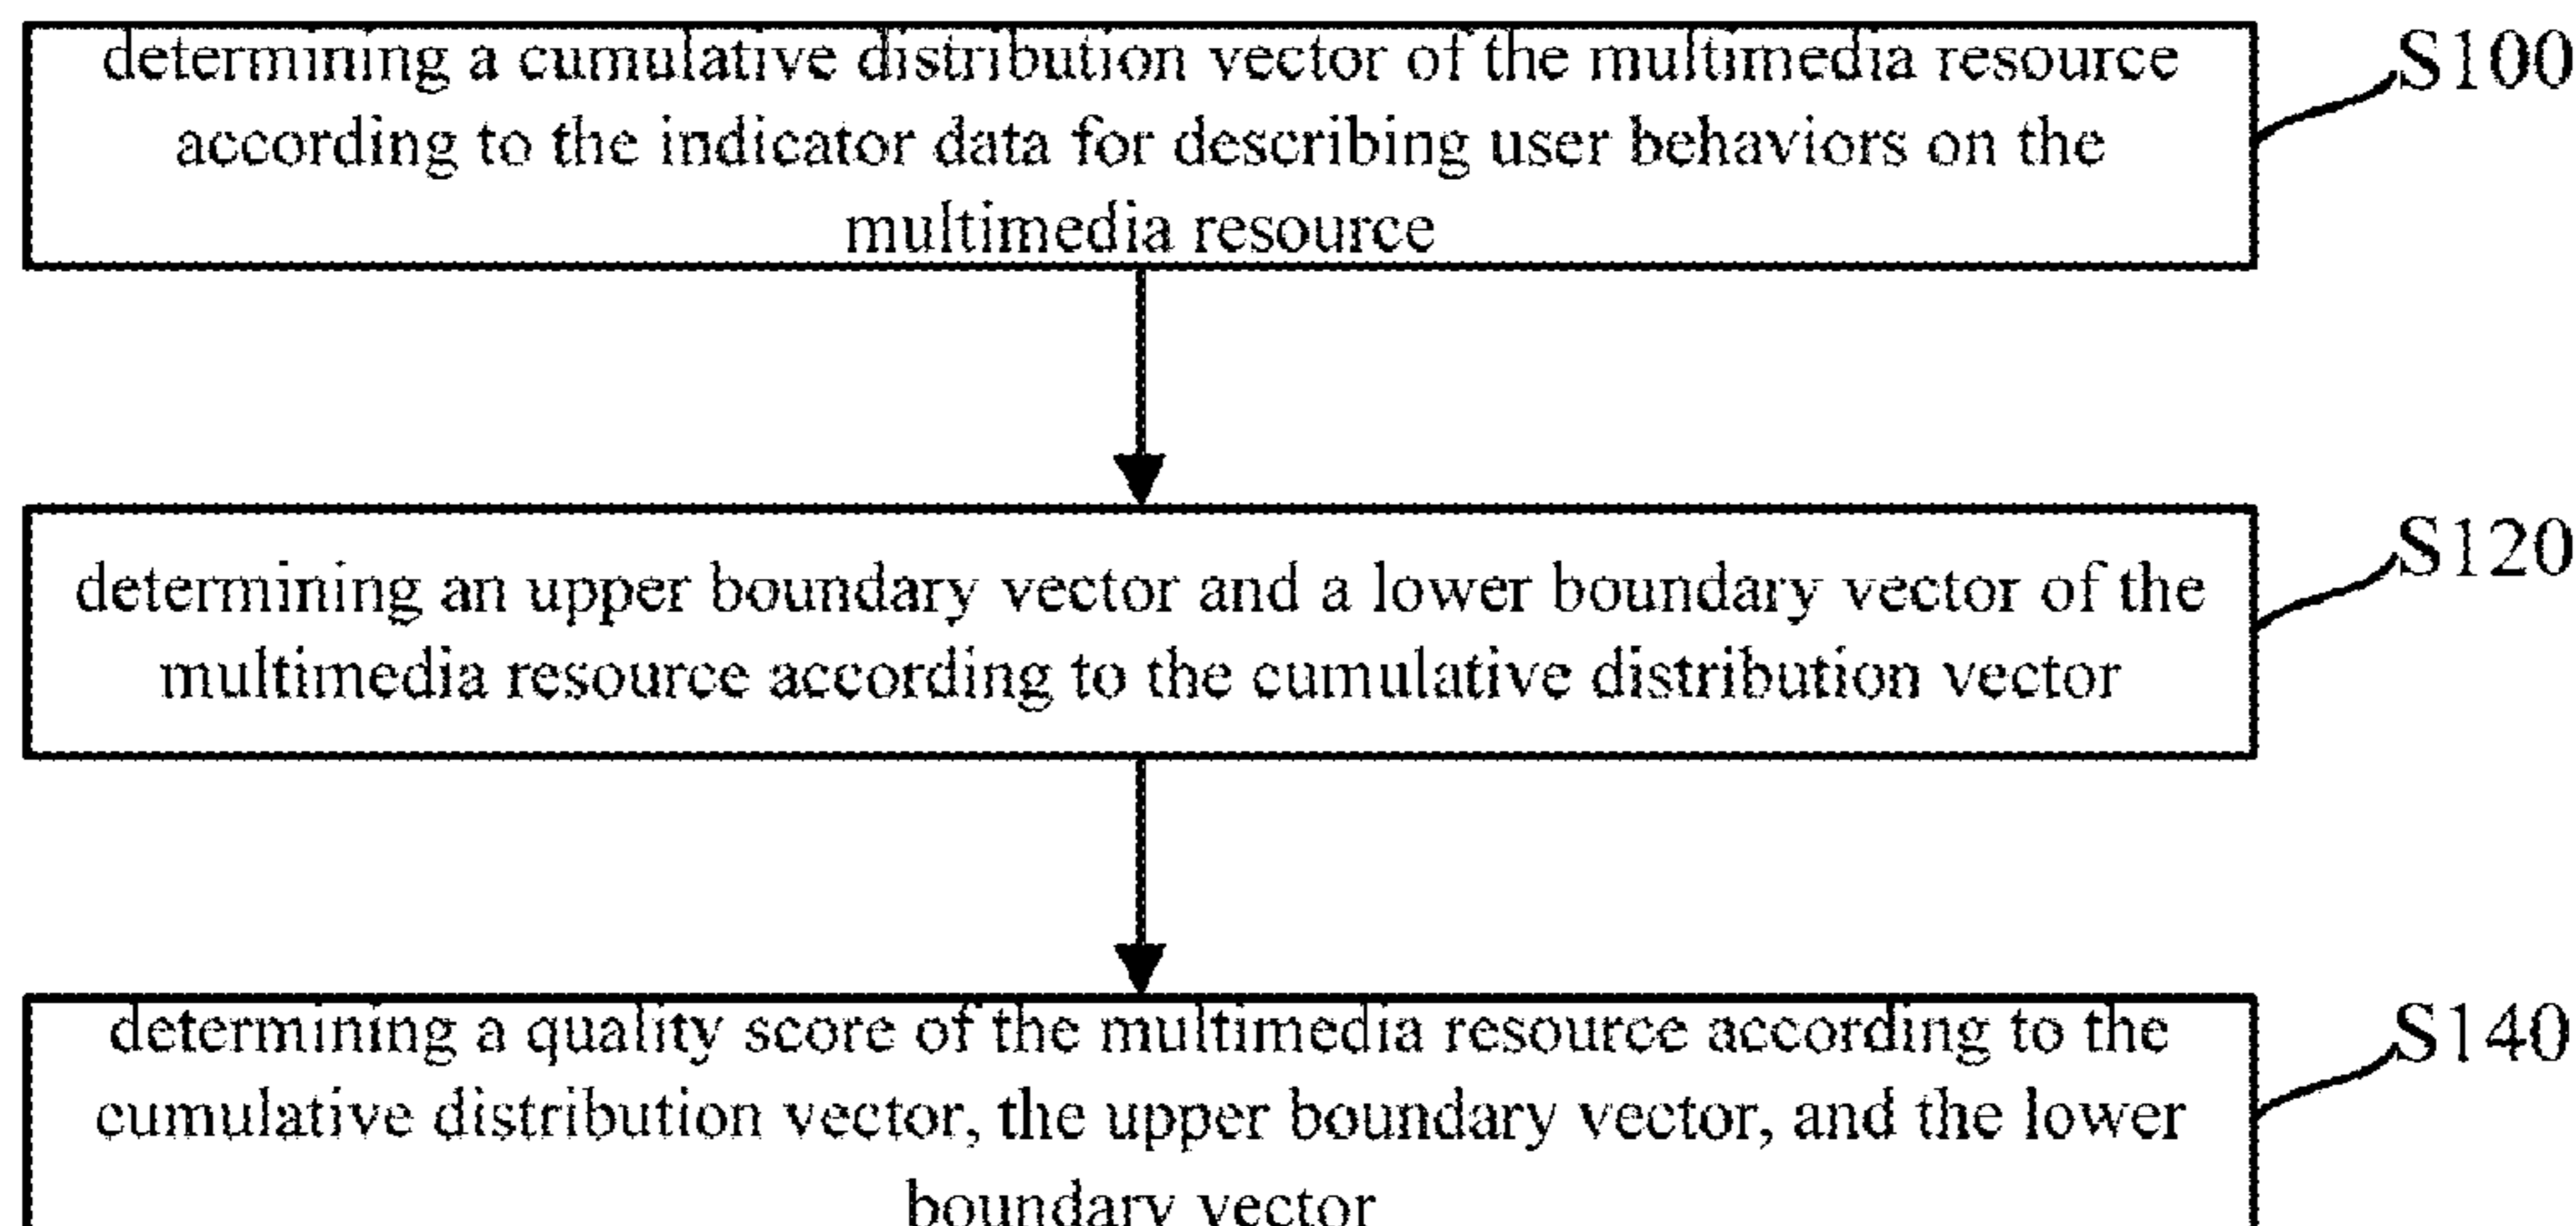 determining a cumulative distribution vector of the multimedia resource
according to the indicator data for describing user behaviors on the
multimedia resource
S100
determining an upper boundary vector and a lower boundary vector of the
multimedia resource according to the cumulative distribution vector
S120
determining a quality score of the multimedia resource according to the
cumulative distribution vector, the upper boundary vector, and the lower
boundary vector
S140